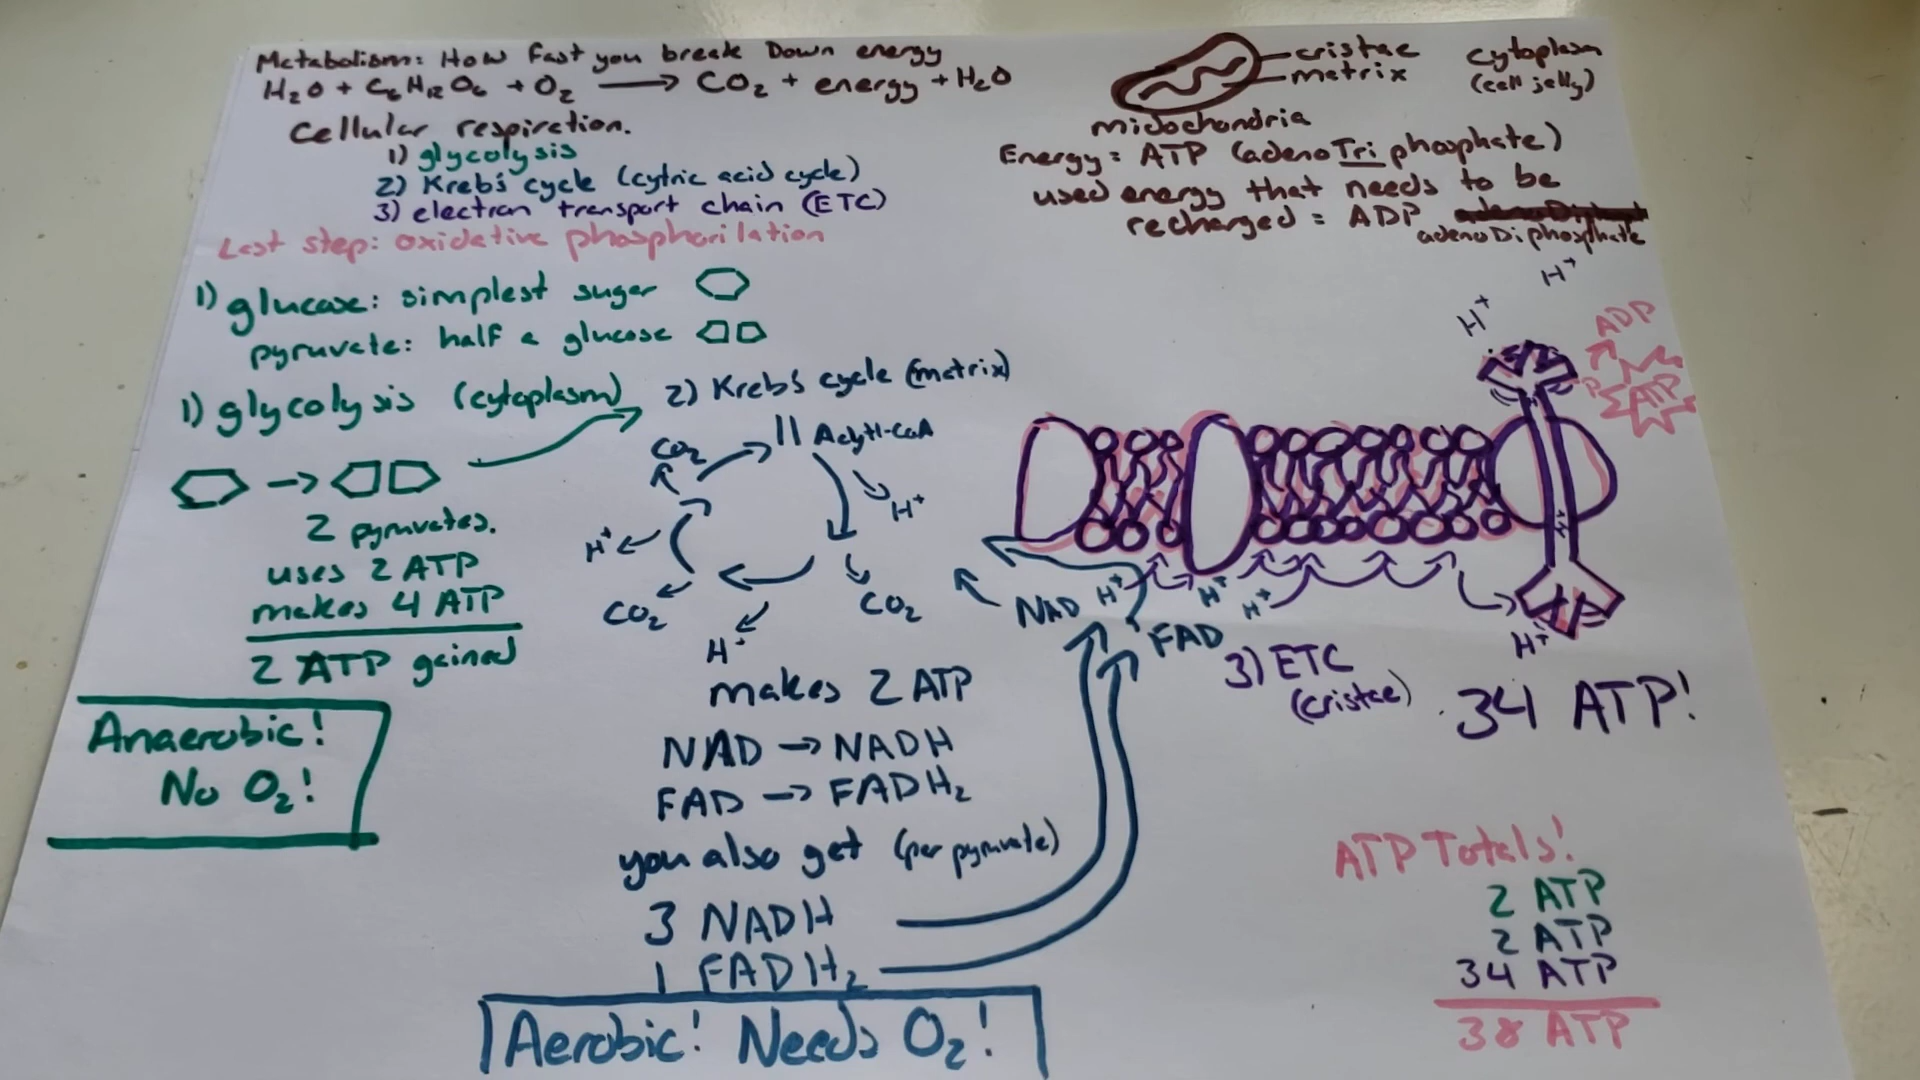 Metabolism: How fast you break Down energy
H₂O + C₆H₁₂O₆ + O₂ → CO₂ + energy + H₂O
Cellular respiration.
1) glycolysis
2) Krebs cycle (cytric acid cycle)
3) electron transport chain (ETC)
Last step: oxidative phosphorilation
cristae
matrix
midochondria
cytoplasm
(cell jelly)
Energy = ATP (adenoTriphosphate)
used energy that needs to be
recharged = ADP
adenoDiphosphate
1) glucose: simplest suger
pyruvate: half a glucose
1) glycolysis (cytoplasm)
2 pyruvates.
uses 2 ATP
makes 4 ATP
2 ATP gained
Anaerobic!
No O₂!
2) Krebs cycle (matrix)
CO₂
H⁺
H⁺
CO₂
CO₂
H⁺
makes 2 ATP
NAD → NADH
FAD → FADH₂
you also get (per pyruvate)
3 NADH
1 FADH₂
Aerobic! Needs O₂!
H⁺
H⁺
ADP
P
ATP
NAD
H⁺
H⁺
H⁺
FAD
H⁺
3) ETC
(cristae)
34 ATP!
ATP Totals!
2 ATP
2 ATP
34 ATP
38 ATP